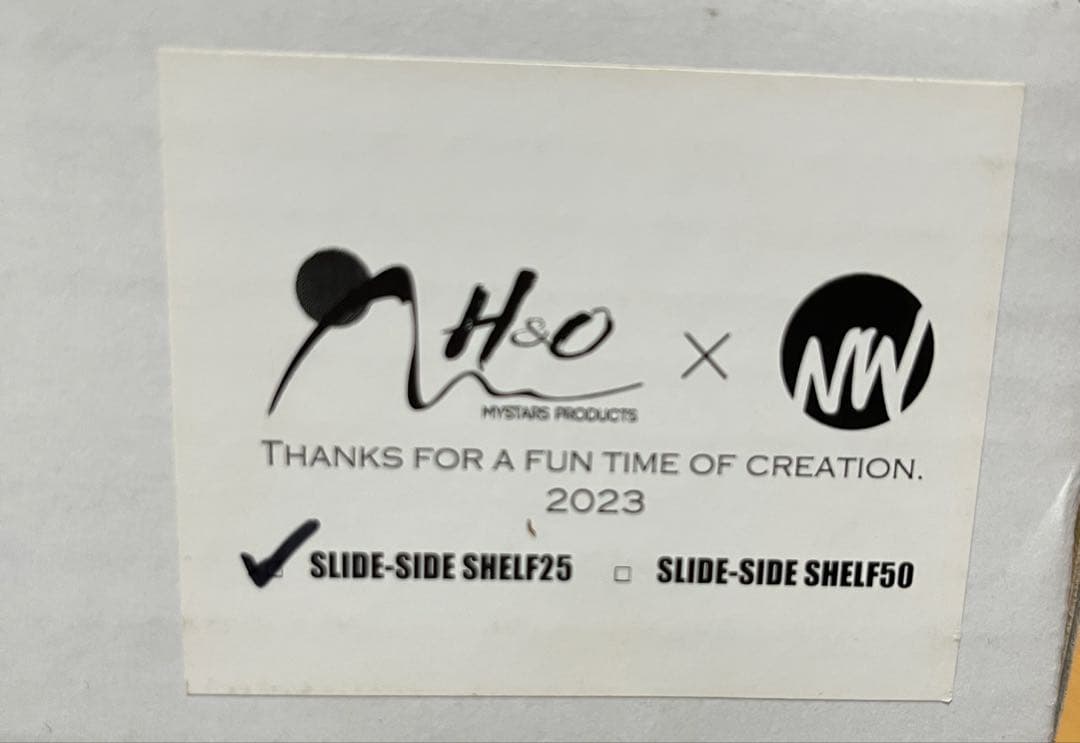 H&O × NW
MYSTARS PRODUCTS
THANKS FOR A FUN TIME OF CREATION.
2023
✓ SLIDE-SIDE SHELF25 □ SLIDE-SIDE SHELF50